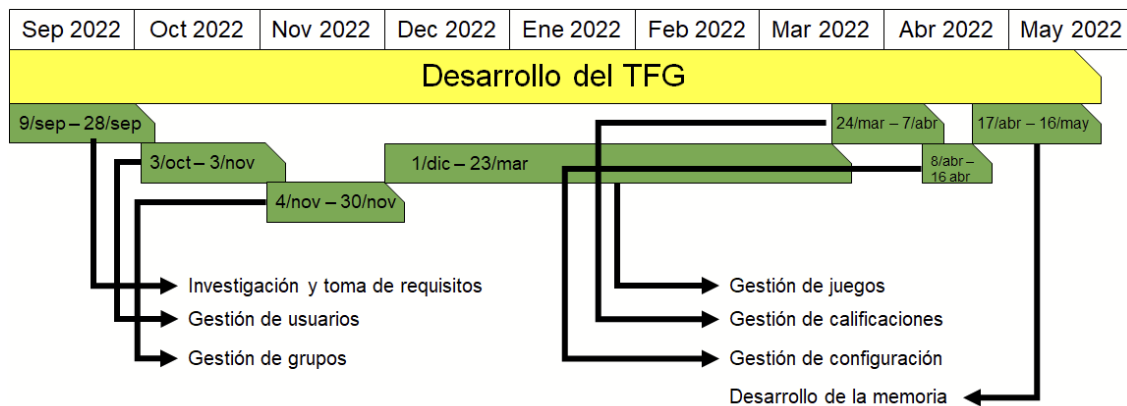 Sep 2022 Oct 2022 Nov 2022 Dec 2022 Ene 2022 Feb 2022 Mar 2022 Abr 2022 May 2022
Desarrollo del TFG
9/sep – 28/sep
24/mar – 7/abr
17/abr – 16/may
3/oct – 3/nov
1/dic – 23/mar
8/abr –
16 abr
4/nov – 30/nov
Investigación y toma de requisitos
Gestión de usuarios
Gestión de grupos
Gestión de juegos
Gestión de calificaciones
Gestión de configuración
Desarrollo de la memoria